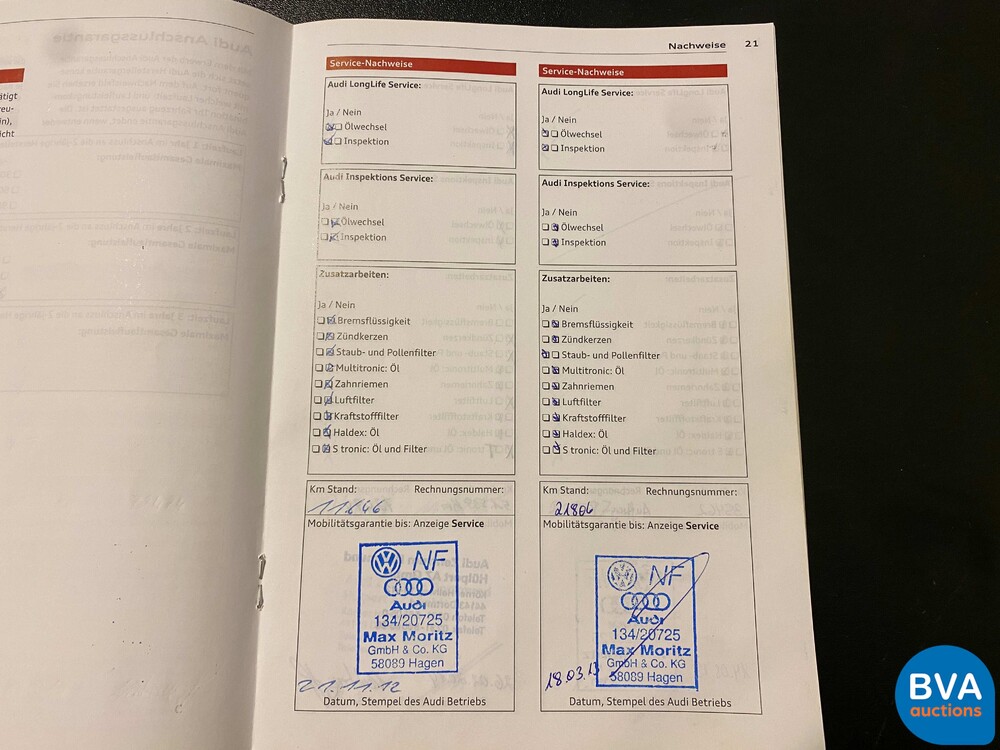 Audi Anschlussgarantie
Nachweise 21
Service-Nachweise
Audi LongLife Service:
Ja / Nein
Ölwechsel
Inspektion
Audi Inspektions Service:
Ja / Nein
Ölwechsel
Inspektion
Zusatzarbeiten:
Ja / Nein
Bremsflüssigkeit
Zündkerzen
Staub- und Pollenfilter
Multitronic: Öl
Zahnriemen
Luftfilter
Kraftstofffilter
Haldex: Öl
S tronic: Öl und Filter
Km Stand: Rechnungsnummer:
Mobilitätsgarantie bis: Anzeige Service
NF
Audi
134/20725
Max Moritz
GmbH & Co. KG
58089 Hagen
21.11.12
Datum, Stempel des Audi Betriebs
Service-Nachweise
Audi LongLife Service:
Ja / Nein
Ölwechsel
Inspektion
Audi Inspektions Service:
Ja / Nein
Ölwechsel
Inspektion
Zusatzarbeiten:
Ja / Nein
Bremsflüssigkeit
Zündkerzen
Staub- und Pollenfilter
Multitronic: Öl
Zahnriemen
Luftfilter
Kraftstofffilter
Haldex: Öl
S tronic: Öl und Filter
Km Stand: Rechnungsnummer:
21806
Mobilitätsgarantie bis: Anzeige Service
NF
Audi
134/20725
Max Moritz
GmbH & Co. KG
58089 Hagen
18.03.13
Datum, Stempel des Audi Betriebs
BVA
auctions